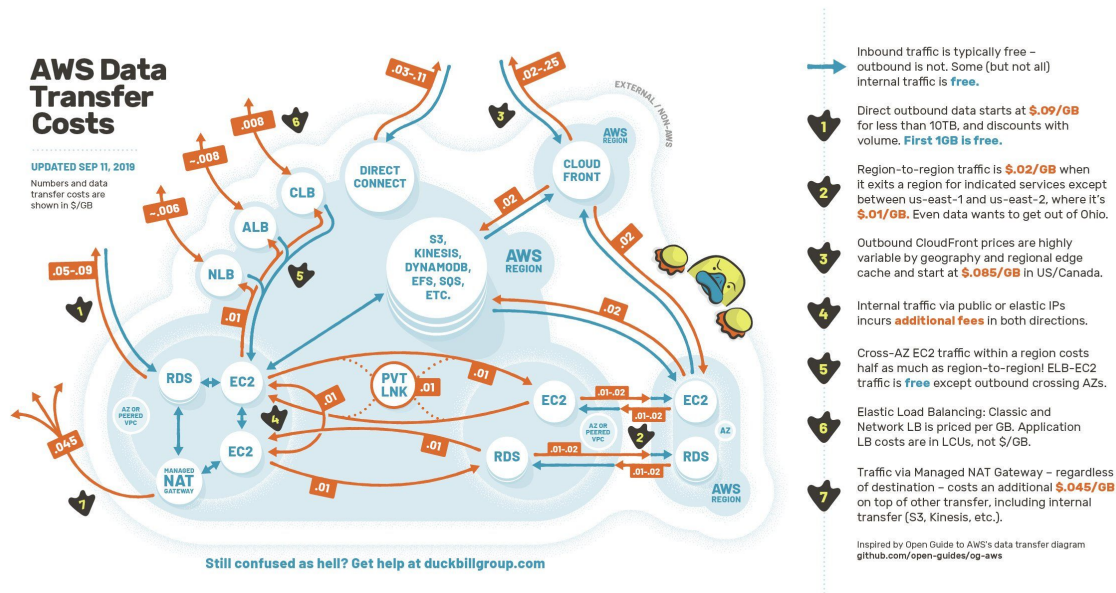 AWS Data
Transfer
Costs
UPDATED SEP 11, 2019
Numbers and data
transfer costs are
shown in $/GB
.03-.11
.02-.25
EXTERNAL / NON-AWS
.008
6
3
~.008
~.006
.05-.09
1
DIRECT
CONNECT
CLOUD
FRONT
AWS
REGION
CLB
ALB
NLB
5
.01
.02
S3,
KINESIS,
DYNAMODB,
EFS, SQS,
ETC.
AWS
REGION
.02
.02
RDS
EC2
AZ OR
PEERED
VPC
EC2
MANAGED
NAT
GATEWAY
4
.01
PVT
LNK
.01
.01
.01
.01
.045
7
EC2
RDS
AZ OR
PEERED
VPC
.01-.02
.01-.02
2
.01-.02
.01-.02
EC2
RDS
AZ
AWS
REGION
Still confused as hell? Get help at duckbillgroup.com
Inbound traffic is typically free –
outbound is not. Some (but not all)
internal traffic is free.
1
Direct outbound data starts at $.09/GB
for less than 10TB, and discounts with
volume. First 1GB is free.
2
Region-to-region traffic is $.02/GB when
it exits a region for indicated services except
between us-east-1 and us-east-2, where it's
$.01/GB. Even data wants to get out of Ohio.
3
Outbound CloudFront prices are highly
variable by geography and regional edge
cache and start at $.085/GB in US/Canada.
4
Internal traffic via public or elastic IPs
incurs additional fees in both directions.
5
Cross-AZ EC2 traffic within a region costs
half as much as region-to-region! ELB-EC2
traffic is free except outbound crossing AZs.
6
Elastic Load Balancing: Classic and
Network LB is priced per GB. Application
LB costs are in LCUs, not $/GB.
7
Traffic via Managed NAT Gateway – regardless
of destination – costs an additional $.045/GB
on top of other transfer, including internal
transfer (S3, Kinesis, etc.).
Inspired by Open Guide to AWS's data transfer diagram
github.com/open-guides/og-aws